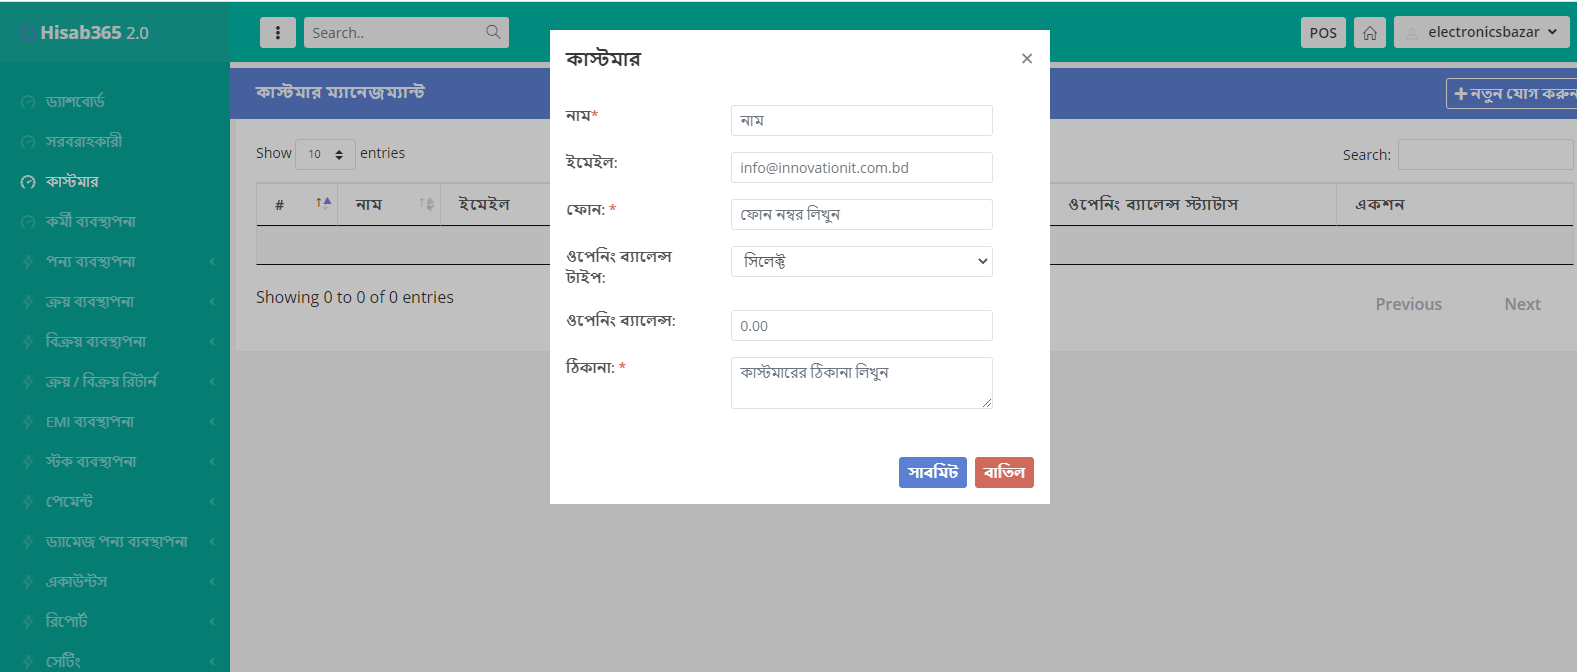 Hisab365 2.0
Search..
POS
electronicsbazar
ড্যাশবোর্ড
সরবরাহকারী
কাস্টমার
কর্মী ব্যবস্থাপনা
পন্য ব্যবস্থাপনা
ক্রয় ব্যবস্থাপনা
বিক্রয় ব্যবস্থাপনা
ক্রয় / বিক্রয় রিটার্ন
EMI ব্যবস্থাপনা
স্টক ব্যবস্থাপনা
পেমেন্ট
ড্যামেজ পন্য ব্যবস্থাপনা
একাউন্টস
রিপোর্ট
সেটিং
কাস্টমার ম্যানেজম্যান্ট
+ নতুন যোগ করুন
Show 10 entries
Search:
# নাম ইমেইল ওপেনিং ব্যালেন্স স্ট্যাটাস একশন
Showing 0 to 0 of 0 entries
Previous Next
কাস্টমার ×
নাম* নাম
ইমেইল: info@innovationit.com.bd
ফোন: * ফোন নম্বর লিখুন
ওপেনিং ব্যালেন্স
টাইপ: সিলেক্ট
ওপেনিং ব্যালেন্স: 0.00
ঠিকানা: * কাস্টমারের ঠিকানা লিখুন
সাবমিট বাতিল